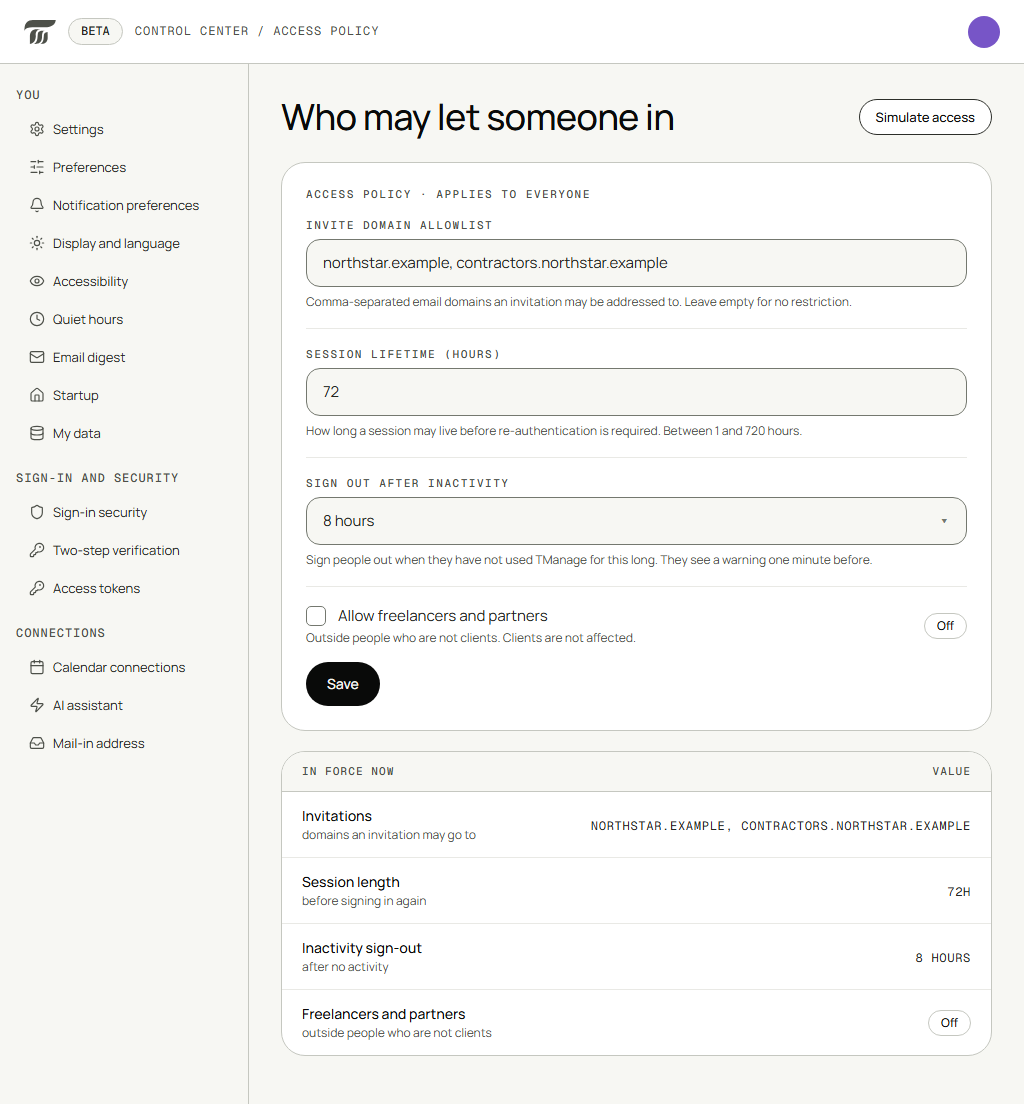 BETA
CONTROL CENTER / ACCESS POLICY
YOU
Settings
Preferences
Notification preferences
Display and language
Accessibility
Quiet hours
Email digest
Startup
My data
SIGN-IN AND SECURITY
Sign-in security
Two-step verification
Access tokens
CONNECTIONS
Calendar connections
AI assistant
Mail-in address
Who may let someone in
Simulate access
ACCESS POLICY · APPLIES TO EVERYONE
INVITE DOMAIN ALLOWLIST
northstar.example, contractors.northstar.example
Comma-separated email domains an invitation may be addressed to. Leave empty for no restriction.
SESSION LIFETIME (HOURS)
72
How long a session may live before re-authentication is required. Between 1 and 720 hours.
SIGN OUT AFTER INACTIVITY
8 hours
Sign people out when they have not used TManage for this long. They see a warning one minute before.
Allow freelancers and partners
Outside people who are not clients. Clients are not affected.
Off
Save
IN FORCE NOW
VALUE
Invitations
domains an invitation may go to
NORTHSTAR.EXAMPLE, CONTRACTORS.NORTHSTAR.EXAMPLE
Session length
before signing in again
72H
Inactivity sign-out
after no activity
8 HOURS
Freelancers and partners
outside people who are not clients
Off